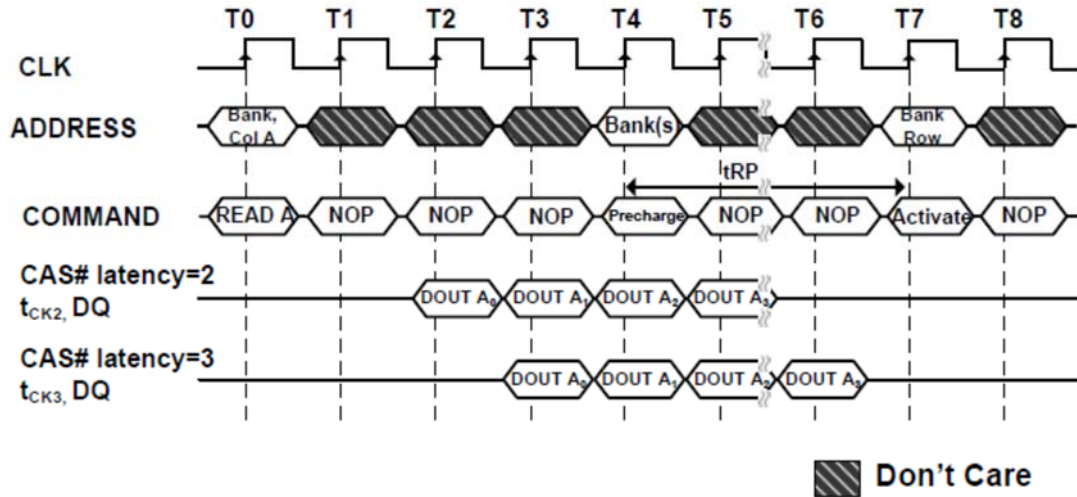 T0 T1 T2 T3 T4 T5 T6 T7 T8
CLK
ADDRESS
Bank,
Col A
Bank(s)
Bank
Row
tRP
COMMAND
READ A NOP NOP NOP Precharge NOP NOP Activate NOP
CAS# latency=2
tCK2, DQ
DOUT A0 DOUT A1 DOUT A2 DOUT A3
CAS# latency=3
tCK3, DQ
DOUT A0 DOUT A1 DOUT A2 DOUT A3
Don't Care